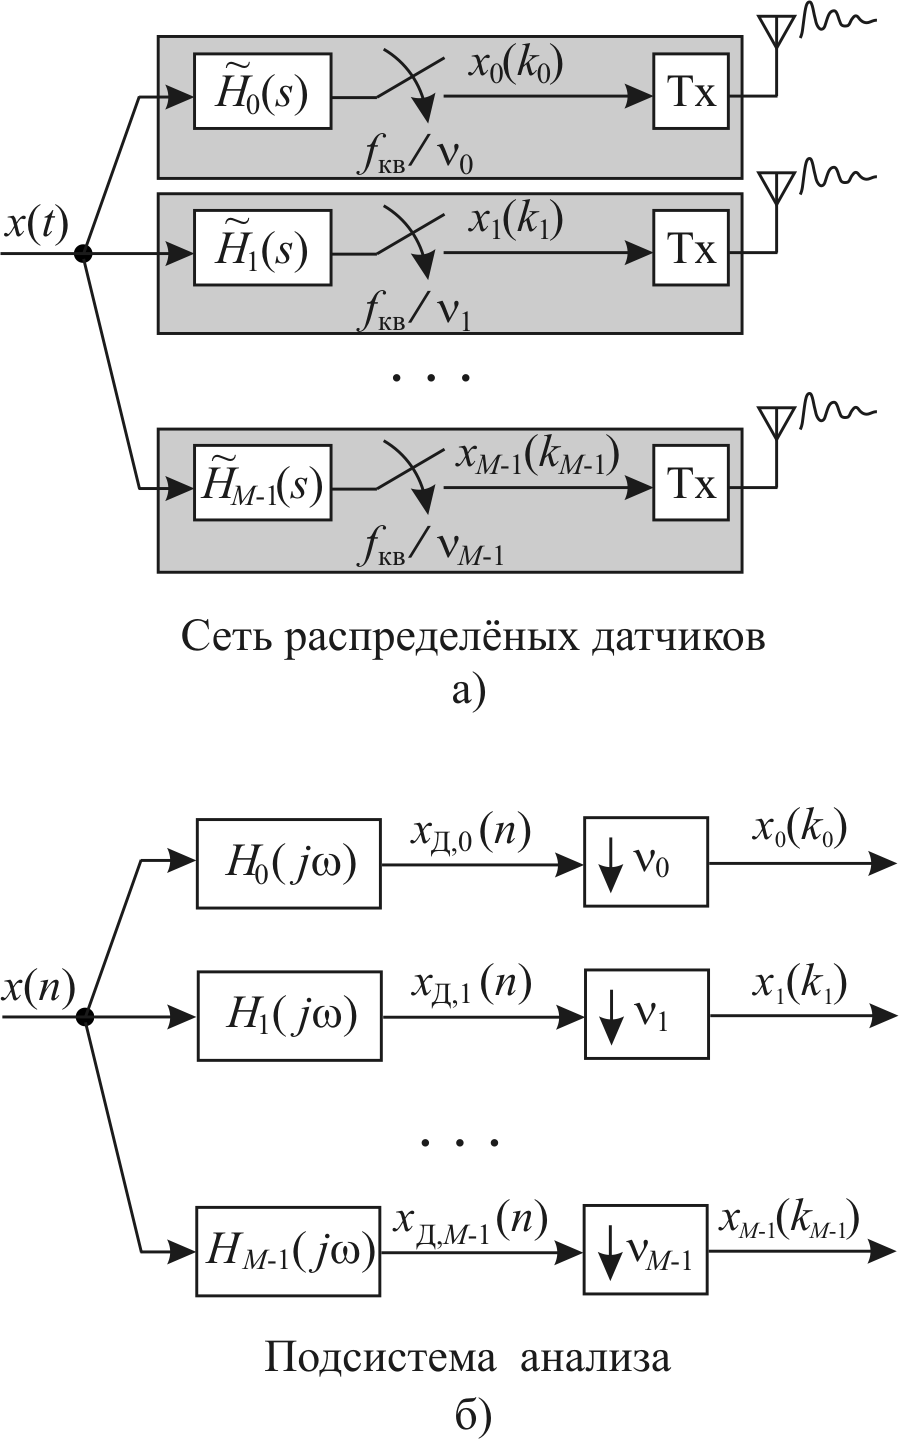 x(t)
H̃₀(s)
x₀(k₀)
Tx
fкв/ν₀
H̃₁(s)
x₁(k₁)
Tx
fкв/ν₁
. . .
H̃M-1(s)
xM-1(kM-1)
Tx
fкв/νM-1
Сеть распределёных датчиков
а)
x(n)
H₀(jω)
xД,0(n)
↓ν₀
x₀(k₀)
H₁(jω)
xД,1(n)
↓ν₁
x₁(k₁)
. . .
HM-1(jω)
xД,M-1(n)
↓νM-1
xM-1(kM-1)
Подсистема анализа
б)